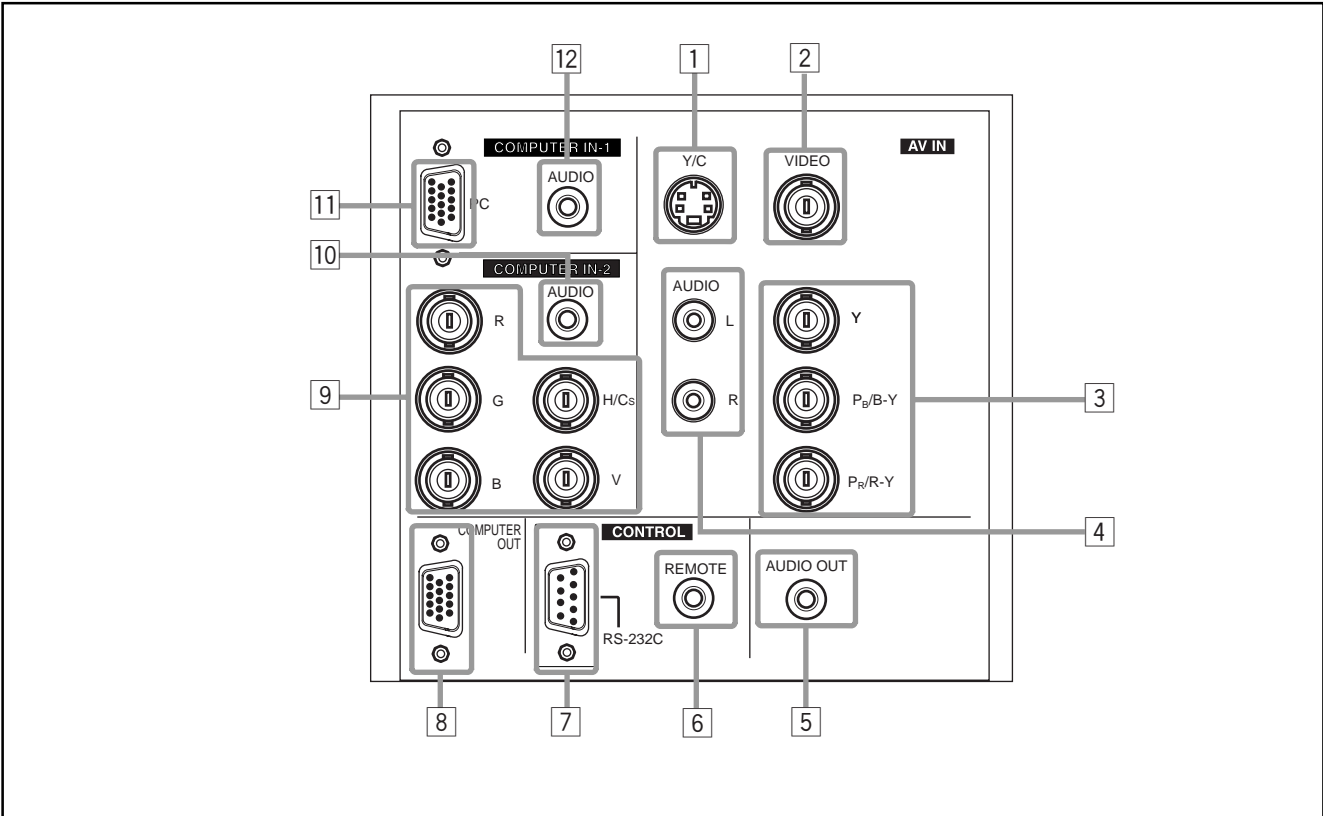 12
1
2
COMPUTER IN-1
AV IN
AUDIO
Y/C
VIDEO
11
PC
10
COMPUTER IN-2
AUDIO
AUDIO
R
L
Y
9
G
H/Cs
R
PB/B-Y
3
B
V
PR/R-Y
4
COMPUTER
OUT
CONTROL
REMOTE
AUDIO OUT
RS-232C
8
7
6
5